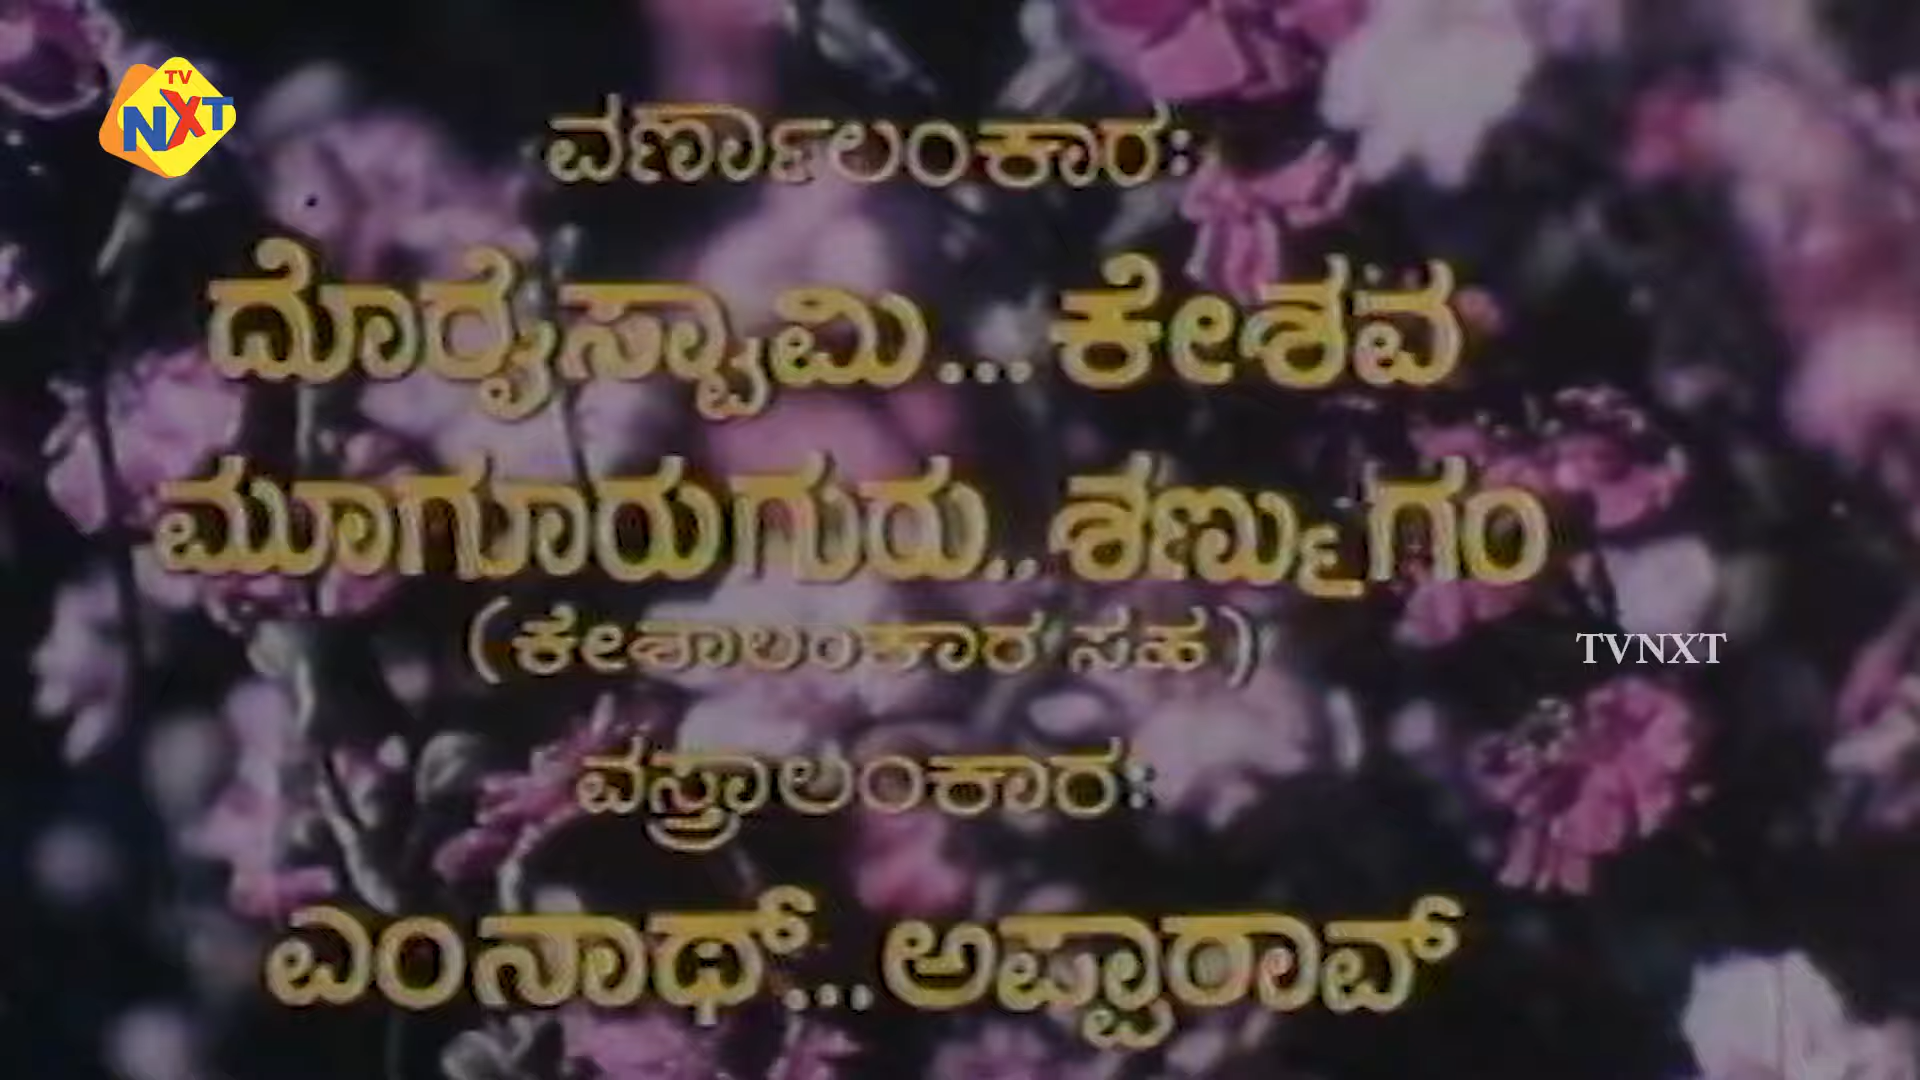 TV
NXT
ವರ್ಣಾಲಂಕಾರ:
ದೊರೈಸ್ವಾಮಿ... ಕೇಶವ
ಮೂಗೂರುಗುರು.. ಶಣ್ಮುಗಂ
(ಕೇಶಾಲಂಕಾರ ಸಹ)
TVNXT
ವಸ್ತ್ರಾಲಂಕಾರ:
ಎಂನಾಥ್... ಅಪ್ಪಾರಾವ್